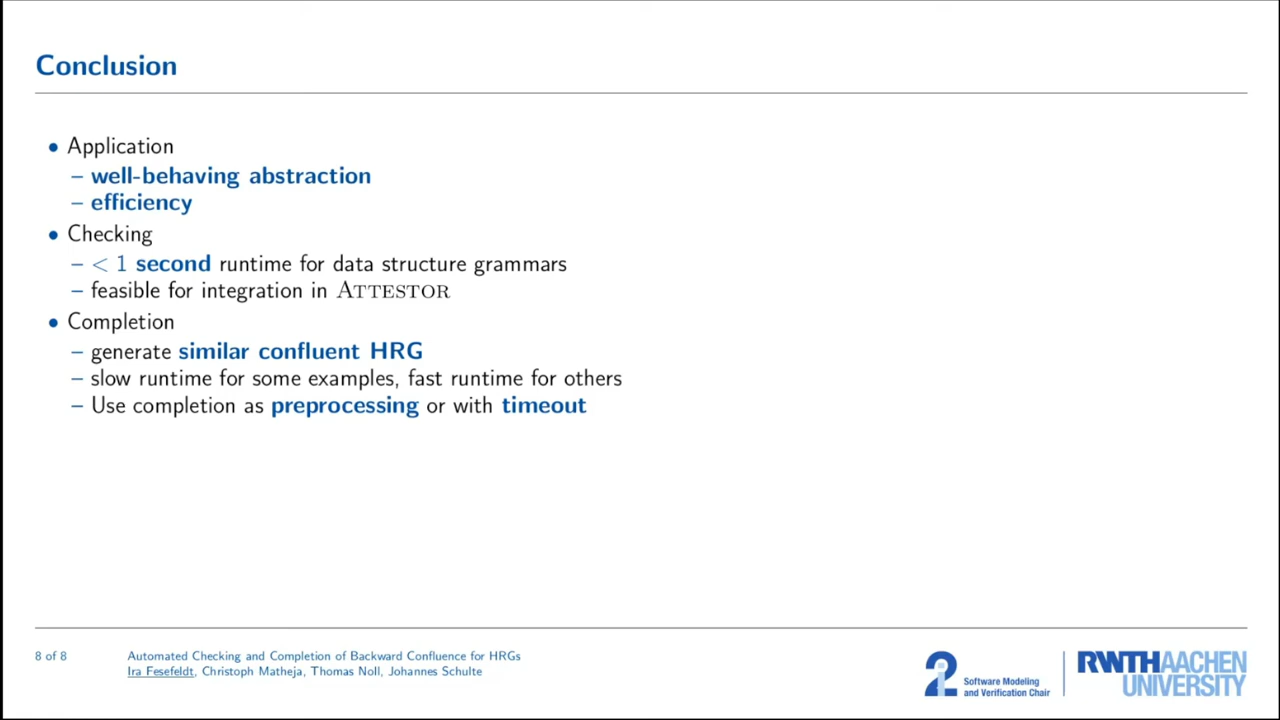 Conclusion
• Application
– well-behaving abstraction
– efficiency
• Checking
– < 1 second runtime for data structure grammars
– feasible for integration in ATTESTOR
• Completion
– generate similar confluent HRG
– slow runtime for some examples, fast runtime for others
– Use completion as preprocessing or with timeout
8 of 8
Automated Checking and Completion of Backward Confluence for HRGs
Ira Fesefeldt, Christoph Matheja, Thomas Noll, Johannes Schulte
2 Software Modeling
and Verification Chair
RWTHAACHEN
UNIVERSITY